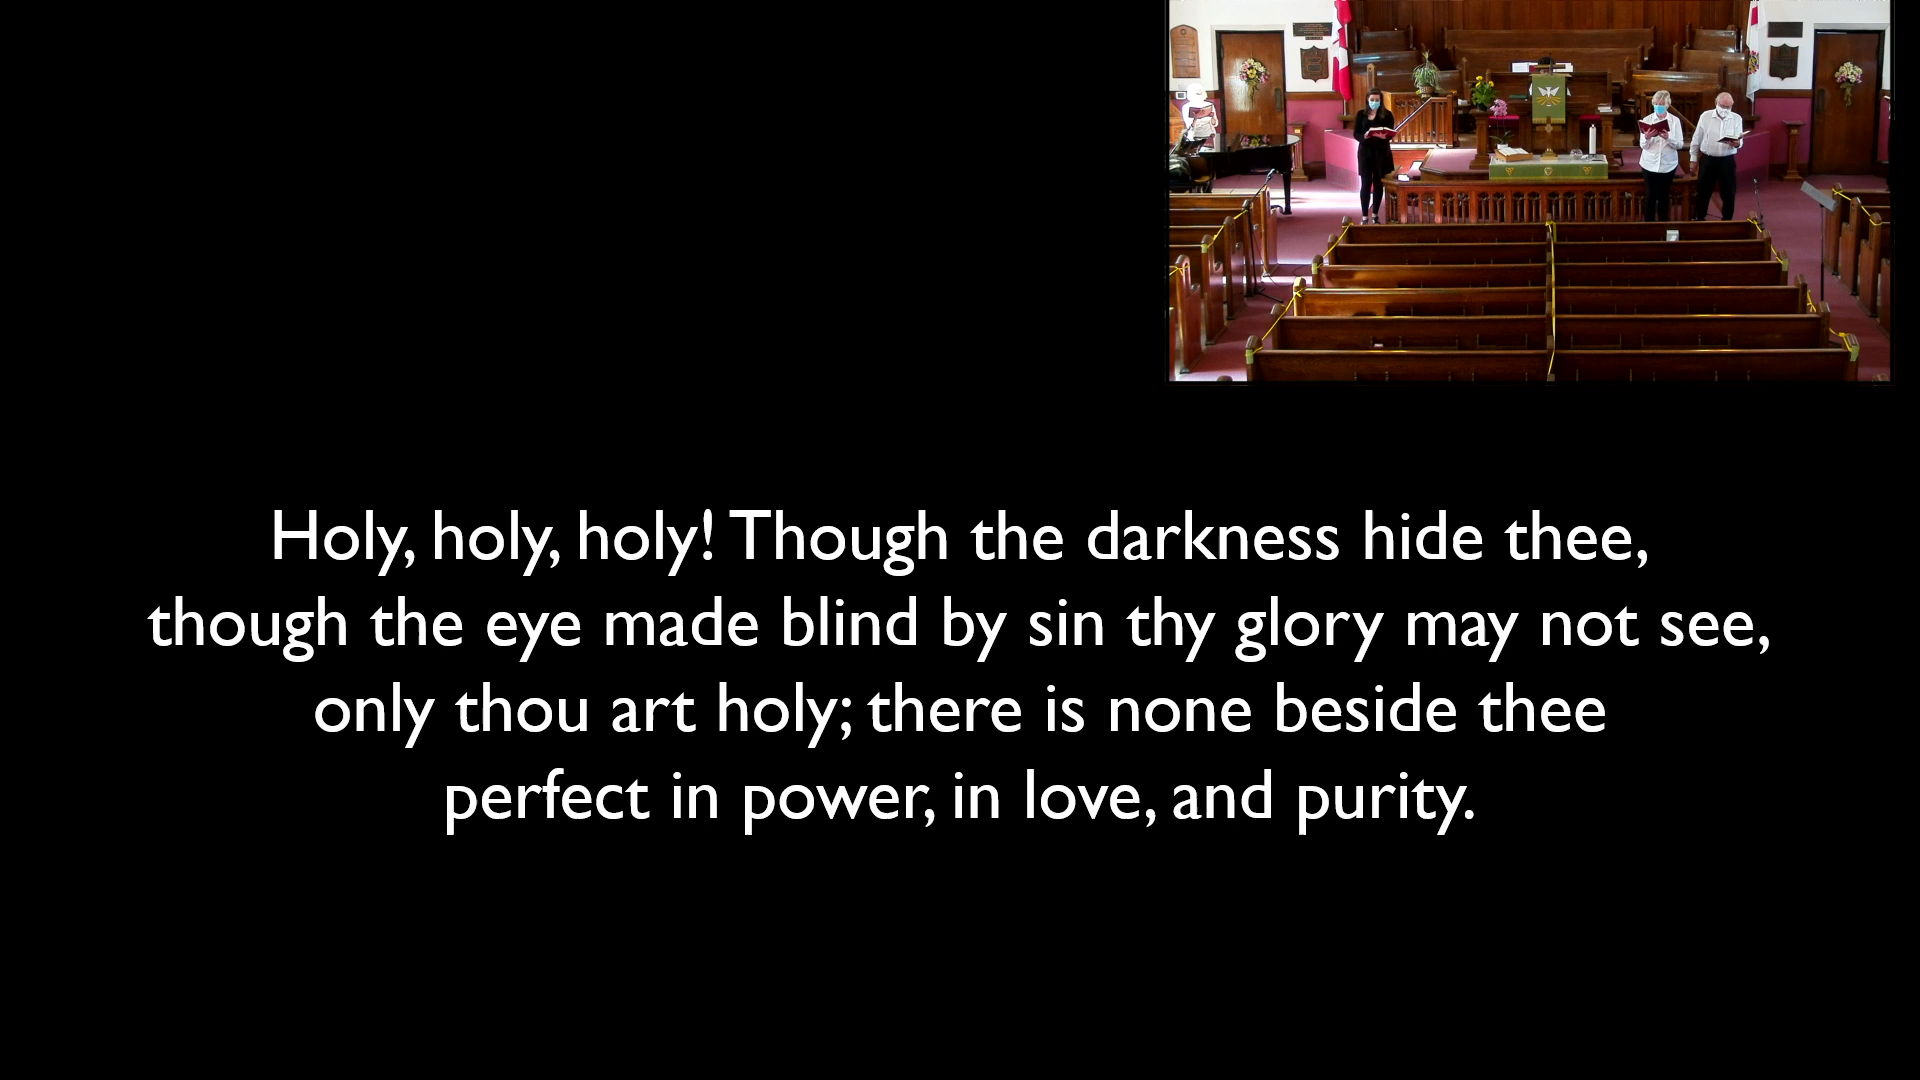 Holy, holy, holy! Though the darkness hide thee,
though the eye made blind by sin thy glory may not see,
only thou art holy; there is none beside thee
perfect in power, in love, and purity.